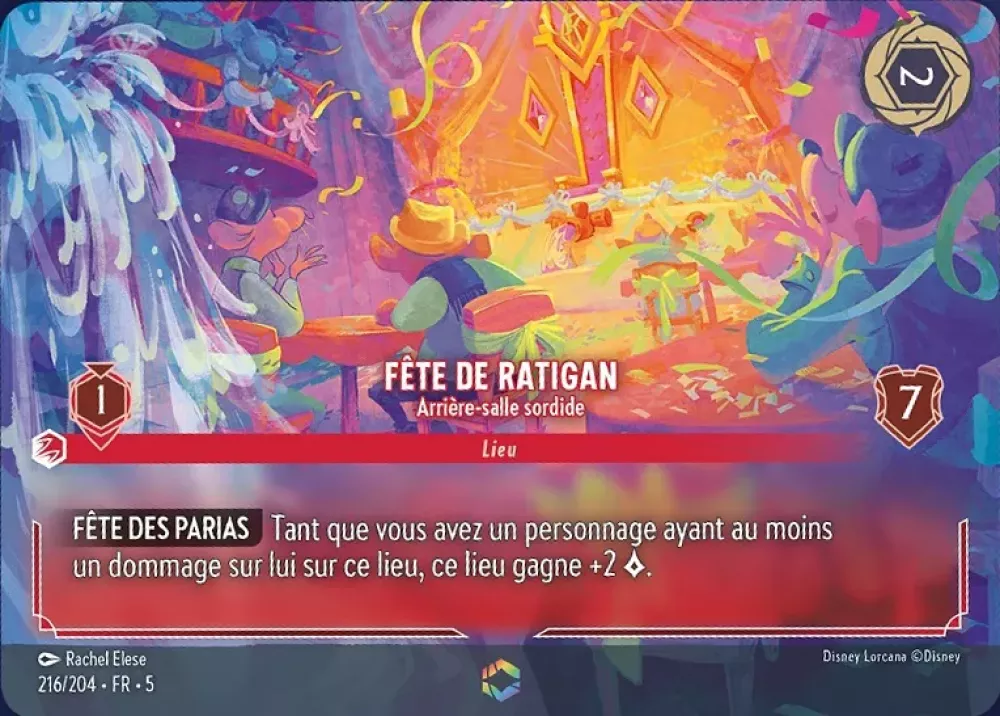 2
FÊTE DE RATIGAN
Arrière-salle sordide
1
7
Lieu
FÊTE DES PARIAS Tant que vous avez un personnage ayant au moins
un dommage sur lui sur ce lieu, ce lieu gagne +2 .
Rachel Elese
Disney Lorcana ©Disney
216/204 • FR • 5